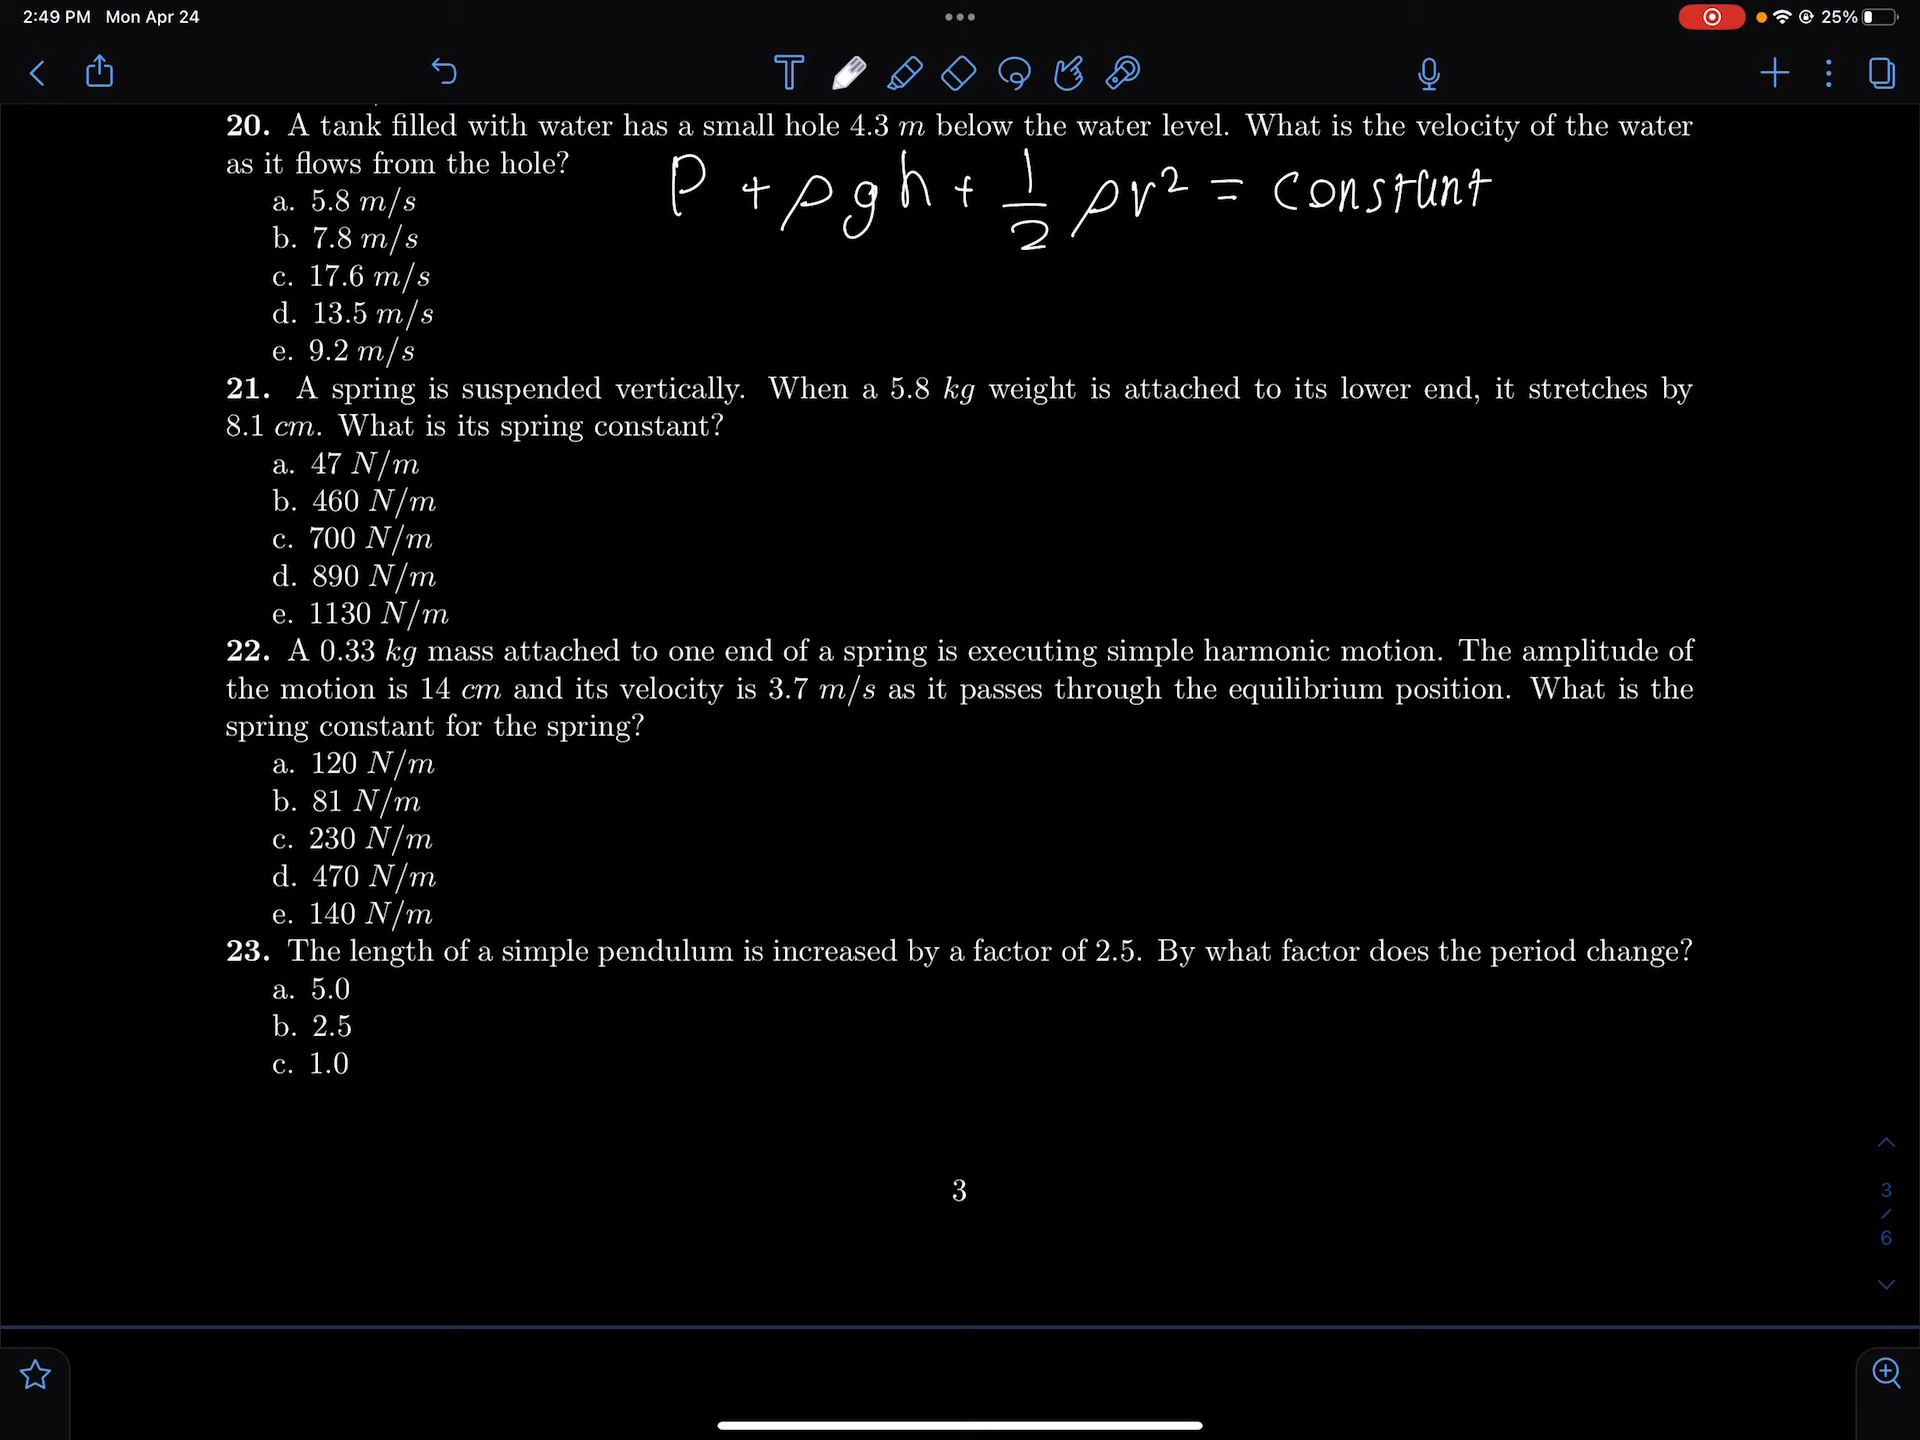 2:49 PM Mon Apr 24
25%
20. A tank filled with water has a small hole 4.3 m below the water level. What is the velocity of the water
as it flows from the hole?
P + ρgh + 1/2 ρv² = constant
a. 5.8 m/s
b. 7.8 m/s
c. 17.6 m/s
d. 13.5 m/s
e. 9.2 m/s
21. A spring is suspended vertically. When a 5.8 kg weight is attached to its lower end, it stretches by
8.1 cm. What is its spring constant?
a. 47 N/m
b. 460 N/m
c. 700 N/m
d. 890 N/m
e. 1130 N/m
22. A 0.33 kg mass attached to one end of a spring is executing simple harmonic motion. The amplitude of
the motion is 14 cm and its velocity is 3.7 m/s as it passes through the equilibrium position. What is the
spring constant for the spring?
a. 120 N/m
b. 81 N/m
c. 230 N/m
d. 470 N/m
e. 140 N/m
23. The length of a simple pendulum is increased by a factor of 2.5. By what factor does the period change?
a. 5.0
b. 2.5
c. 1.0
3
3
/
6